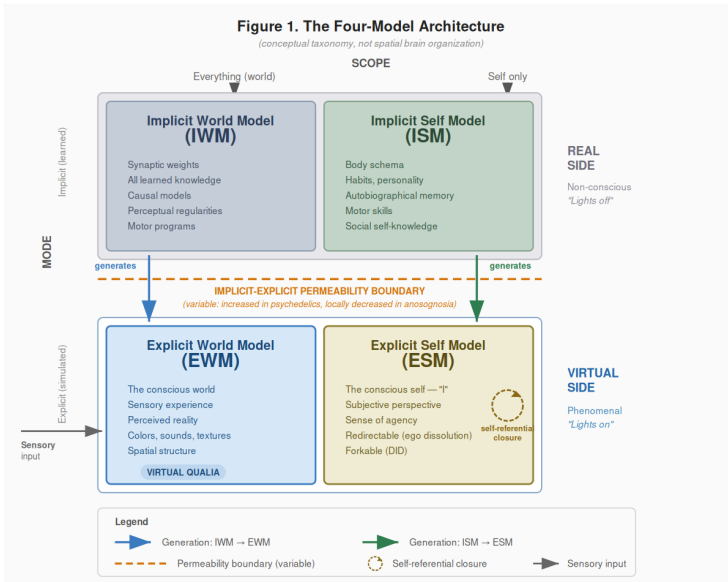 Figure 1. The Four-Model Architecture
(conceptual taxonomy, not spatial brain organization)
SCOPE
Everything (world)
Self only
MODE
Implicit (learned)
Implicit World Model
(IWM)
Synaptic weights
All learned knowledge
Causal models
Perceptual regularities
Motor programs
Implicit Self Model
(ISM)
Body schema
Habits, personality
Autobiographical memory
Motor skills
Social self-knowledge
REAL
SIDE
Non-conscious
"Lights off"
generates
generates
IMPLICIT-EXPLICIT PERMEABILITY BOUNDARY
(variable: increased in psychedelics, locally decreased in anosognosia)
Explicit (simulated)
Sensory
input
Explicit World Model
(EWM)
The conscious world
Sensory experience
Perceived reality
Colors, sounds, textures
Spatial structure
VIRTUAL QUALIA
Explicit Self Model
(ESM)
The conscious self — "I"
Subjective perspective
Sense of agency
Redirectable (ego dissolution)
Forkable (DID)
self-referential
closure
VIRTUAL
SIDE
Phenomenal
"Lights on"
Legend
Generation: IWM → EWM
Generation: ISM → ESM
Permeability boundary (variable)
Self-referential closure
Sensory input